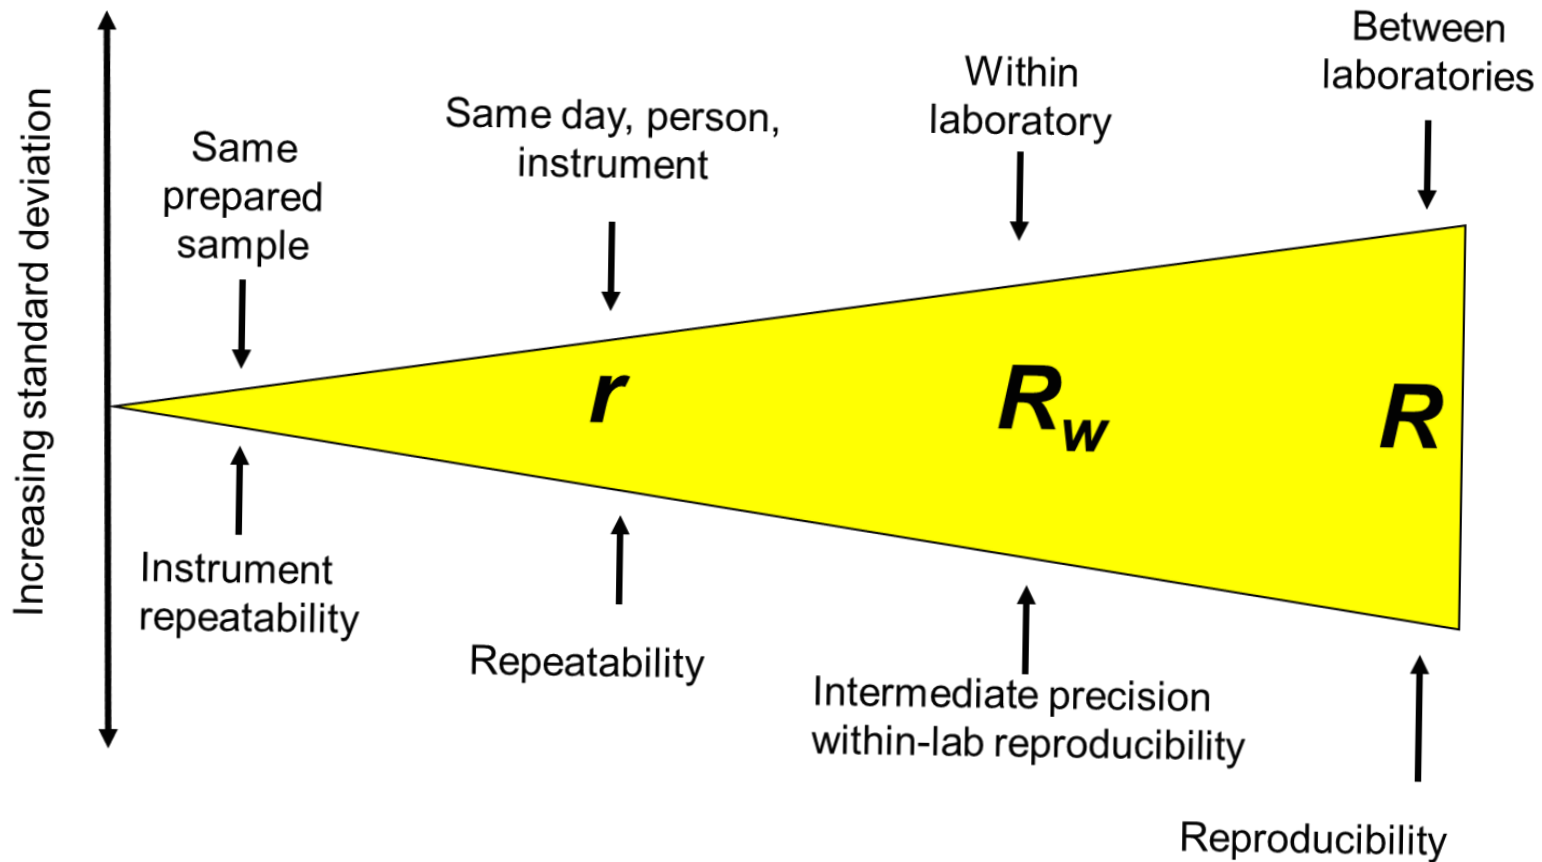 Increasing standard deviation
Same
prepared
sample
Same day, person,
instrument
Within
laboratory
Between
laboratories
r
Rw
R
Instrument
repeatability
Repeatability
Intermediate precision
within-lab reproducibility
Reproducibility